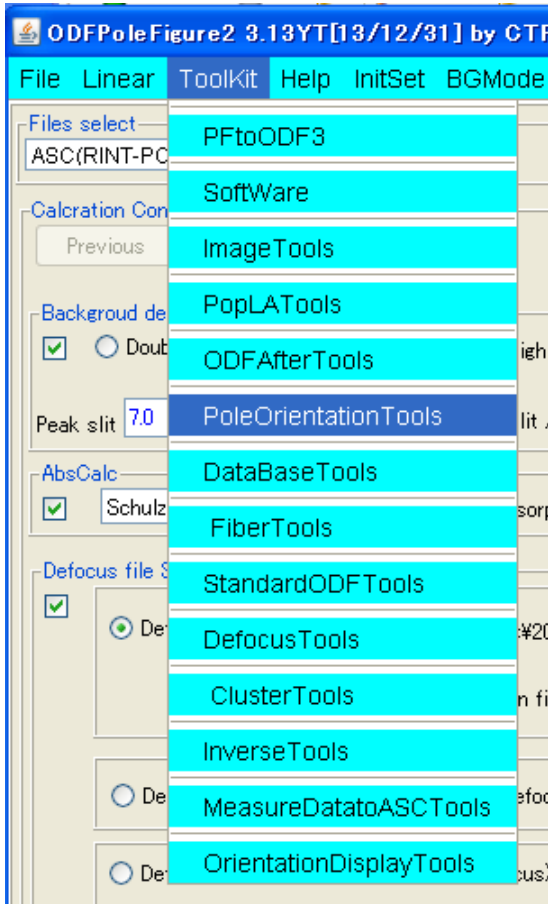 ODFPoleFigure2 3.13YT[13/12/31] by CTR
File Linear ToolKit Help InitSet BGMode
Files select
ASC(RINT-PC
PFtoODF3
SoftWare
Calcration Con
Previous
ImageTools
PopLATools
Backgroud de
Doub
igh
ODFAfterTools
PoleOrientationTools
Peak slit 7.0
lit
DataBaseTools
AbsCalc
Schulz
sorp
FiberTools
Defocus file S
StandardODFTools
De
DefocusTools
:¥20
ClusterTools
n fi
InverseTools
De
MeasureDatatoASCTools
efoc
OrientationDisplayTools
De
cus)